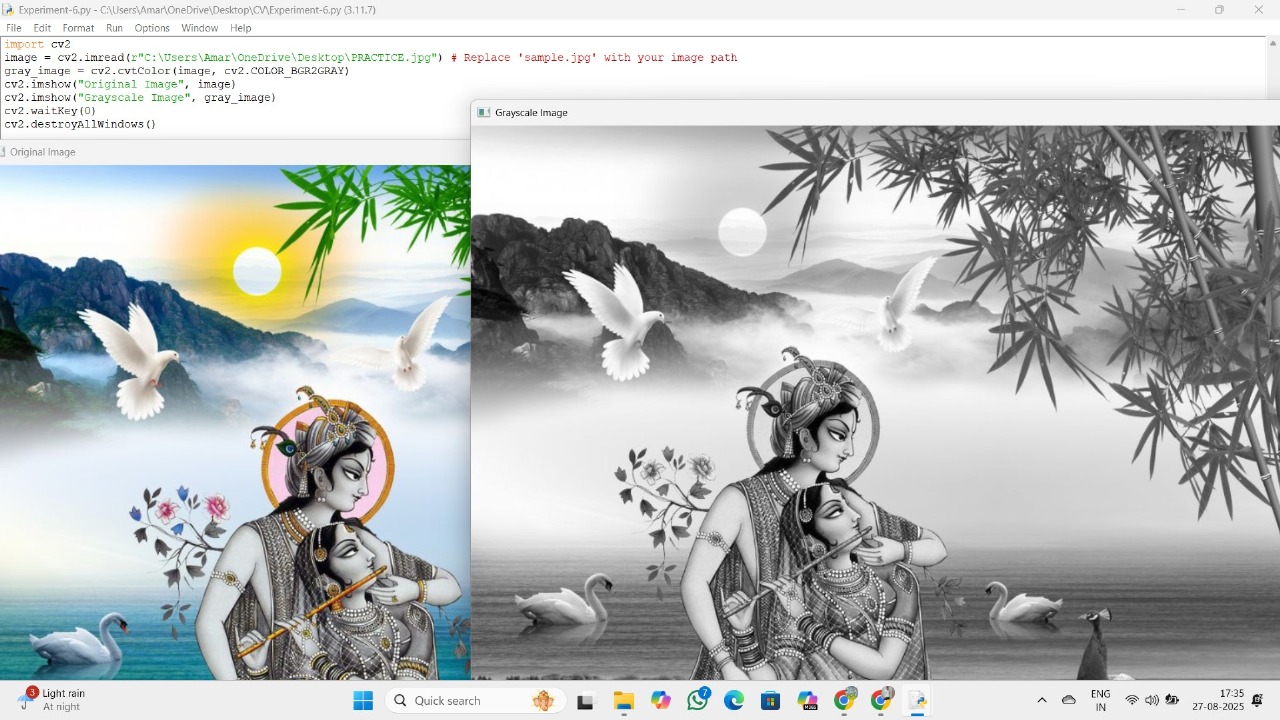 Experiment-6.py - C:\Users\Amar\OneDrive\Desktop\CV\Experiment-6.py (3.11.7)
File Edit Format Run Options Window Help
import cv2
image = cv2.imread(r"C:\Users\Amar\OneDrive\Desktop\PRACTICE.jpg") # Replace 'sample.jpg' with your image path
gray_image = cv2.cvtColor(image, cv2.COLOR_BGR2GRAY)
cv2.imshow("Original Image", image)
cv2.imshow("Grayscale Image", gray_image)
cv2.waitKey(0)
cv2.destroyAllWindows()
Grayscale Image
Original Image
3
Light rain
At night
Quick search
7
M365
ENG
IN
17:35
27-08-2025